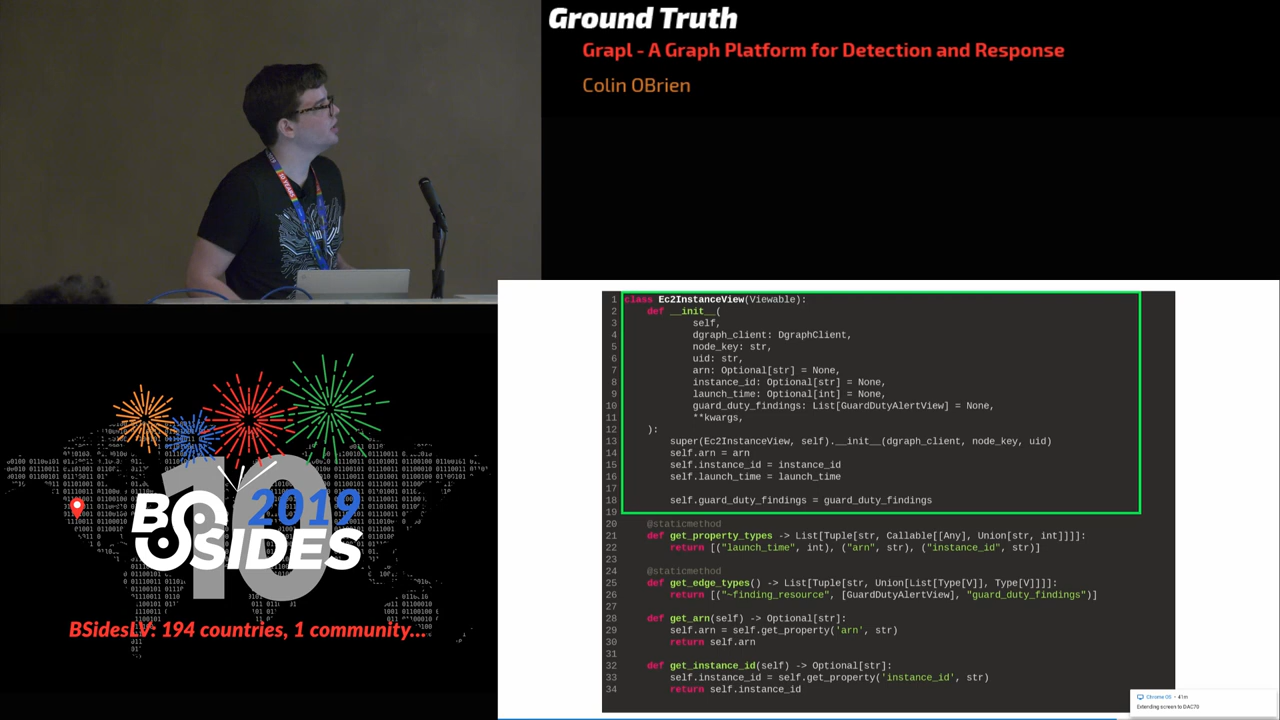 Ground Truth
Grapl - A Graph Platform for Detection and Response
Colin OBrien
1 class Ec2InstanceView(Viewable):
2 def __init__(
3 self,
4 dgraph_client: DgraphClient,
5 node_key: str,
6 uid: str,
7 arn: Optional[str] = None,
8 instance_id: Optional[str] = None,
9 launch_time: Optional[int] = None,
10 guard_duty_findings: List[GuardDutyAlertView] = None,
11 **kwargs,
12 ):
13 super(Ec2InstanceView, self).__init__(dgraph_client, node_key, uid)
14 self.arn = arn
15 self.instance_id = instance_id
16 self.launch_time = launch_time
17
18 self.guard_duty_findings = guard_duty_findings
19
20 @staticmethod
21 def get_property_types -> List[Tuple[str, Callable[[Any], Union[str, int]]]]:
22 return [("launch_time", int), ("arn", str), ("instance_id", str)]
23
24 @staticmethod
25 def get_edge_types() -> List[Tuple[str, Union[List[Type[V]], Type[V]]]]:
26 return [("~finding_resource", [GuardDutyAlertView], "guard_duty_findings")]
27
28 def get_arn(self) -> Optional[str]:
29 self.arn = self.get_property('arn', str)
30 return self.arn
31
32 def get_instance_id(self) -> Optional[str]:
33 self.instance_id = self.get_property('instance_id', str)
34 return self.instance_id
Chrome OS • 41m
Extending screen to DAC70
10
2019
BSIDES
BSidesLV: 194 countries, 1 community...